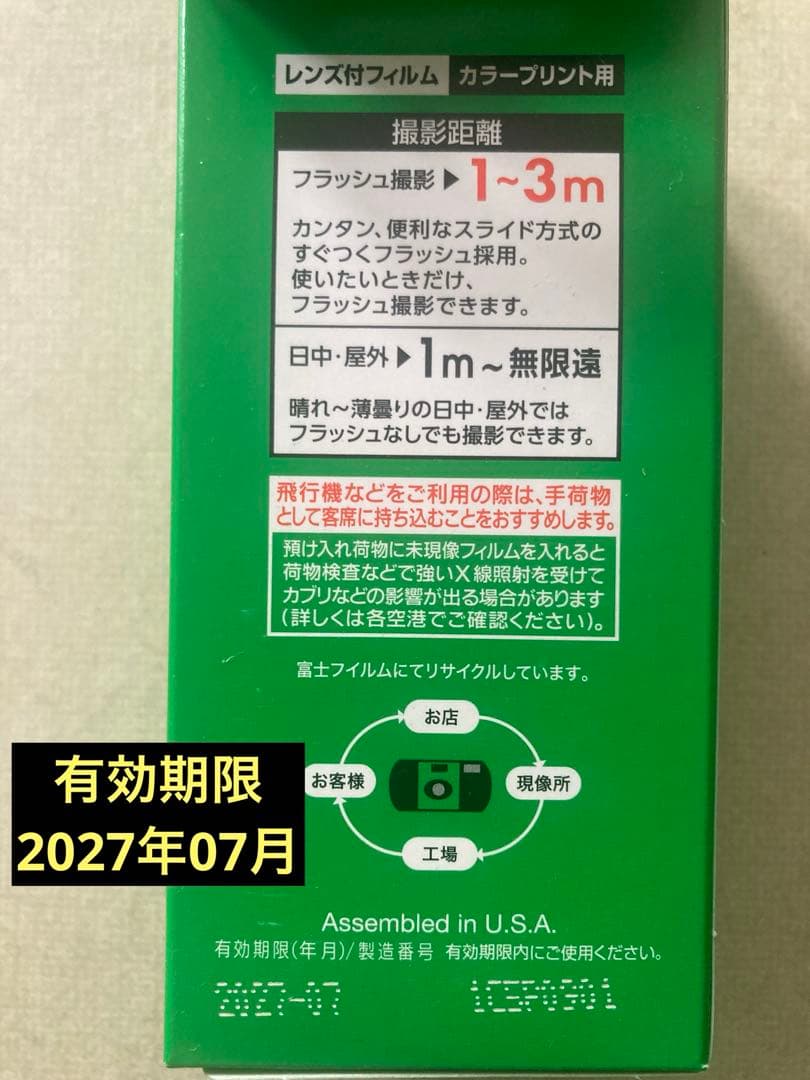 レンズ付フィルム カラープリント用
撮影距離
フラッシュ撮影▶1~3m
カンタン、便利なスライド方式の
すぐつくフラッシュ採用。
使いたいときだけ、
フラッシュ撮影できます。
日中・屋外▶1m~無限遠
晴れ~薄曇りの日中・屋外では
フラッシュなしでも撮影できます。
飛行機などをご利用の際は、手荷物
として客席に持ち込むことをおすすめします。
預け入れ荷物に未現像フィルムを入れると
荷物検査などで強いX線照射を受けて
カブリなどの影響が出る場合があります
(詳しくは各空港でご確認ください)。
富士フイルムにてリサイクルしています。
お店
お客様
現像所
工場
有効期限
2027年07月
Assembled in U.S.A.
有効期限(年月)/製造番号 有効期限内にご使用ください。
2027-07